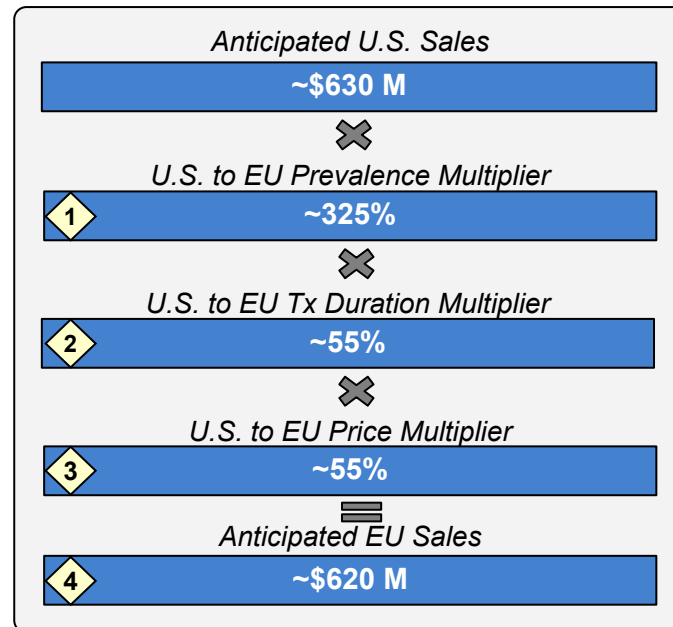 Anticipated U.S. Sales
~$630 M
U.S. to EU Prevalence Multiplier
1
~325%
U.S. to EU Tx Duration Multiplier
2
~55%
U.S. to EU Price Multiplier
3
~55%
Anticipated EU Sales
4
~$620 M